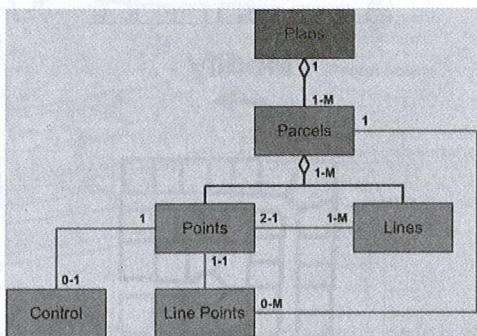 Plans
1
1-M
Parcels
1
1-M
1
Points
2-1
1-M
Lines
1-1
0-1
Control
Line Points
0-M